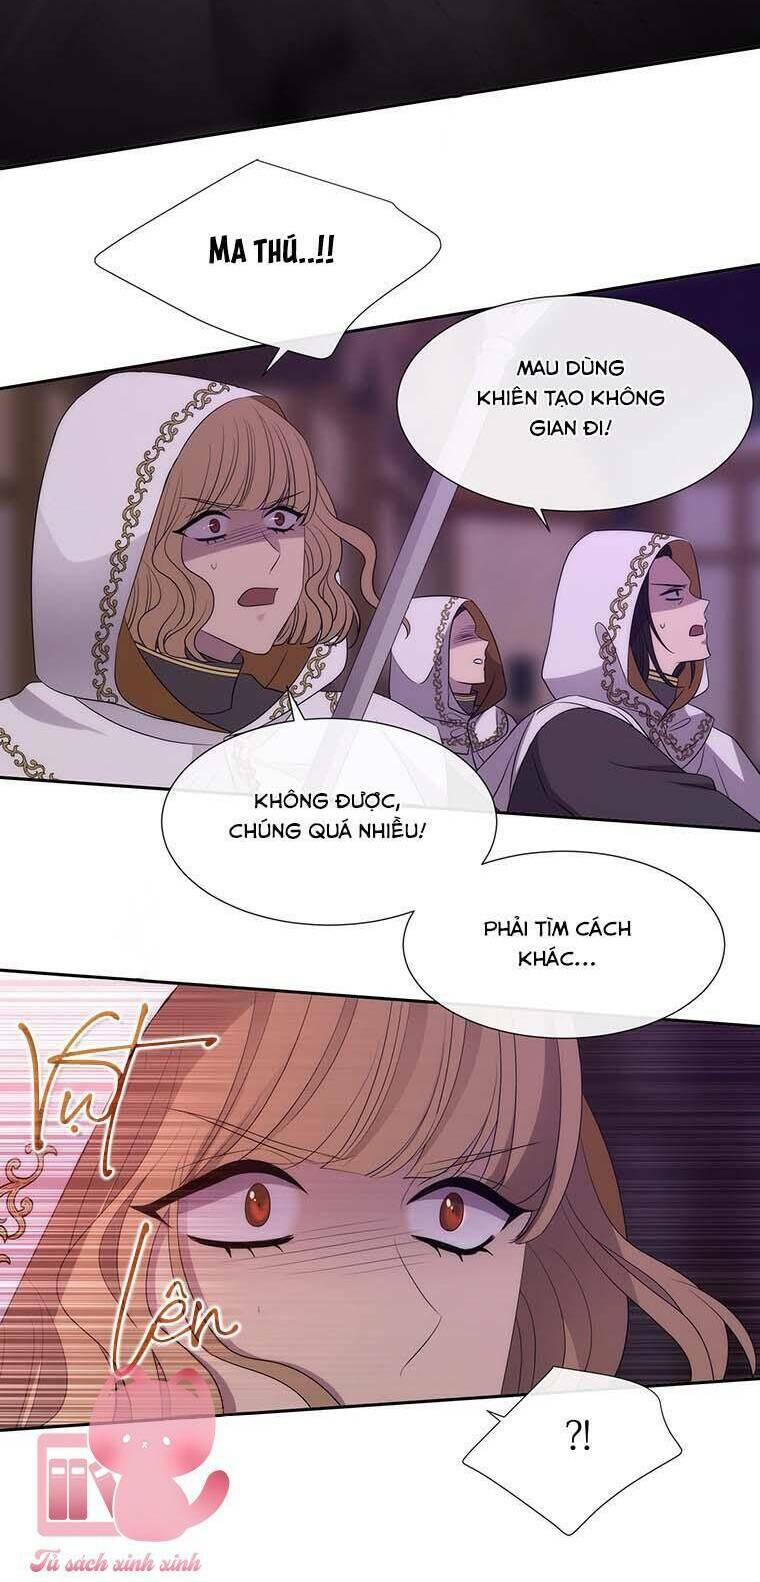 MA THÚ..!!
MAU DÙNG
KHIÊN TẠO KHÔNG
GIAN ĐI!
KHÔNG ĐƯỢC,
CHÚNG QUÁ NHIỀU!
PHẢI TÌM CÁCH
KHÁC...
Vụt
Lên
?!
Tủ sách xinh xinh